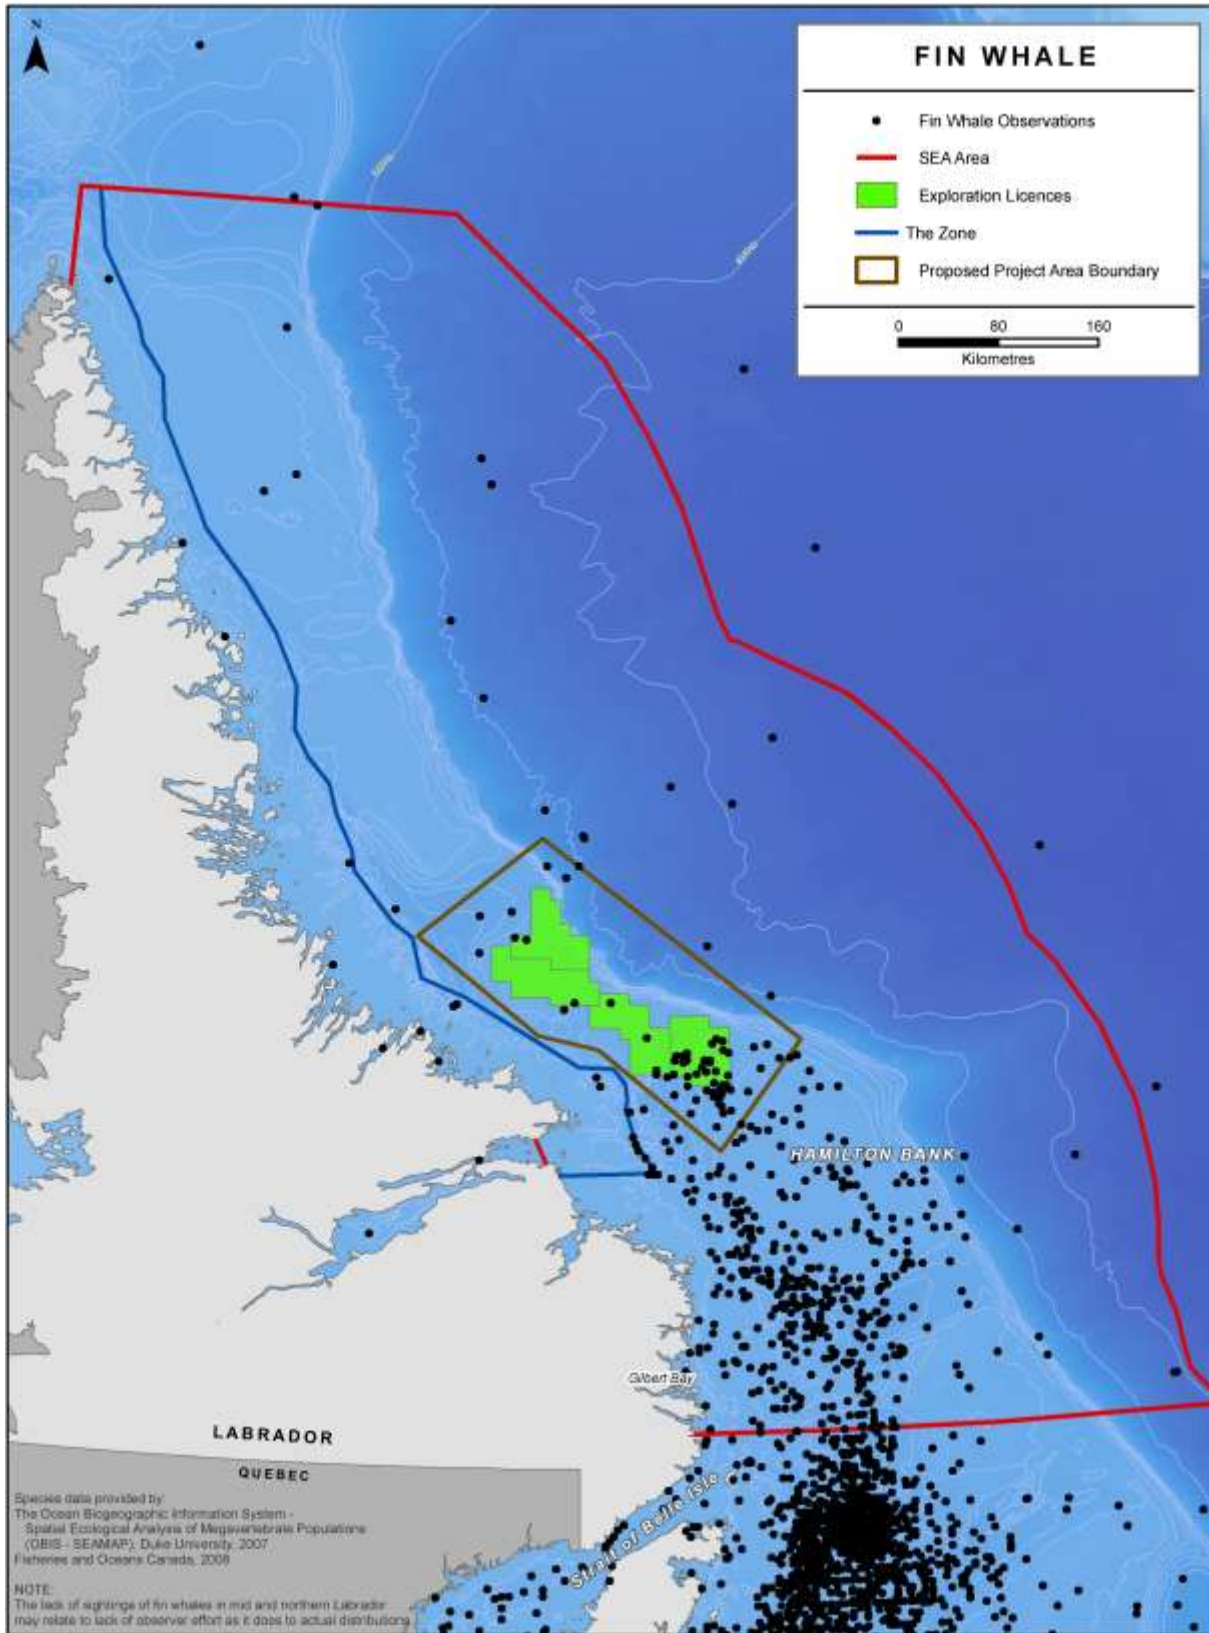 N
FIN WHALE
Fin Whale Observations
SEA Area
Exploration Licences
The Zone
Proposed Project Area Boundary
0 80 160
Kilometres
HAMILTON BANK
Gilbert Bay
LABRADOR
QUEBEC
Strait of Belle Isle
Species data provided by:
The Ocean Biogeographic Information System -
Spatial Ecological Analysis of Megavertebrate Populations
(OBIS - SEAMAP), Duke University, 2007
Fisheries and Oceans Canada, 2008
NOTE:
The lack of sightings of fin whales in mid and northern Labrador
may relate to lack of observer effort as it does to actual distributions